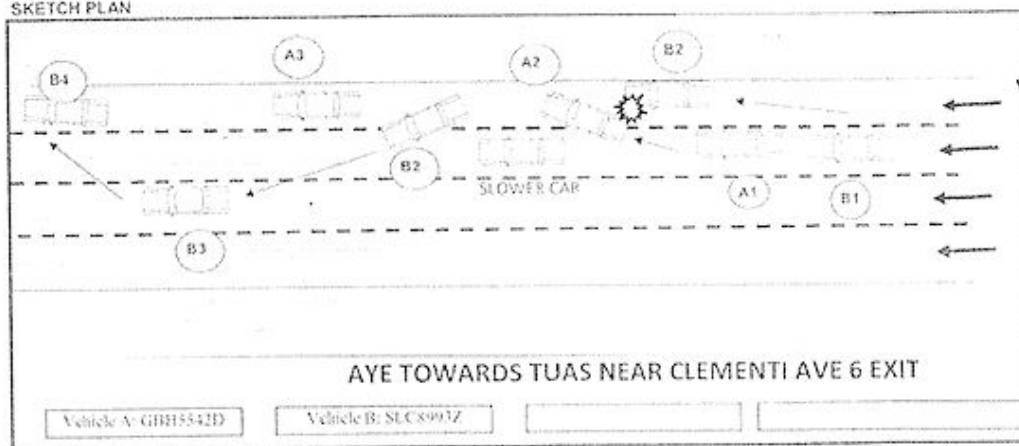 SKETCH PLAN
B4
A3
A2
B2
B2
SLOWER CAR
A1
B1
B3
AYE TOWARDS TUAS NEAR CLEMENTI AVE 6 EXIT
Vehicle A: GBH5542D
Vehicle B: SLC8993Z